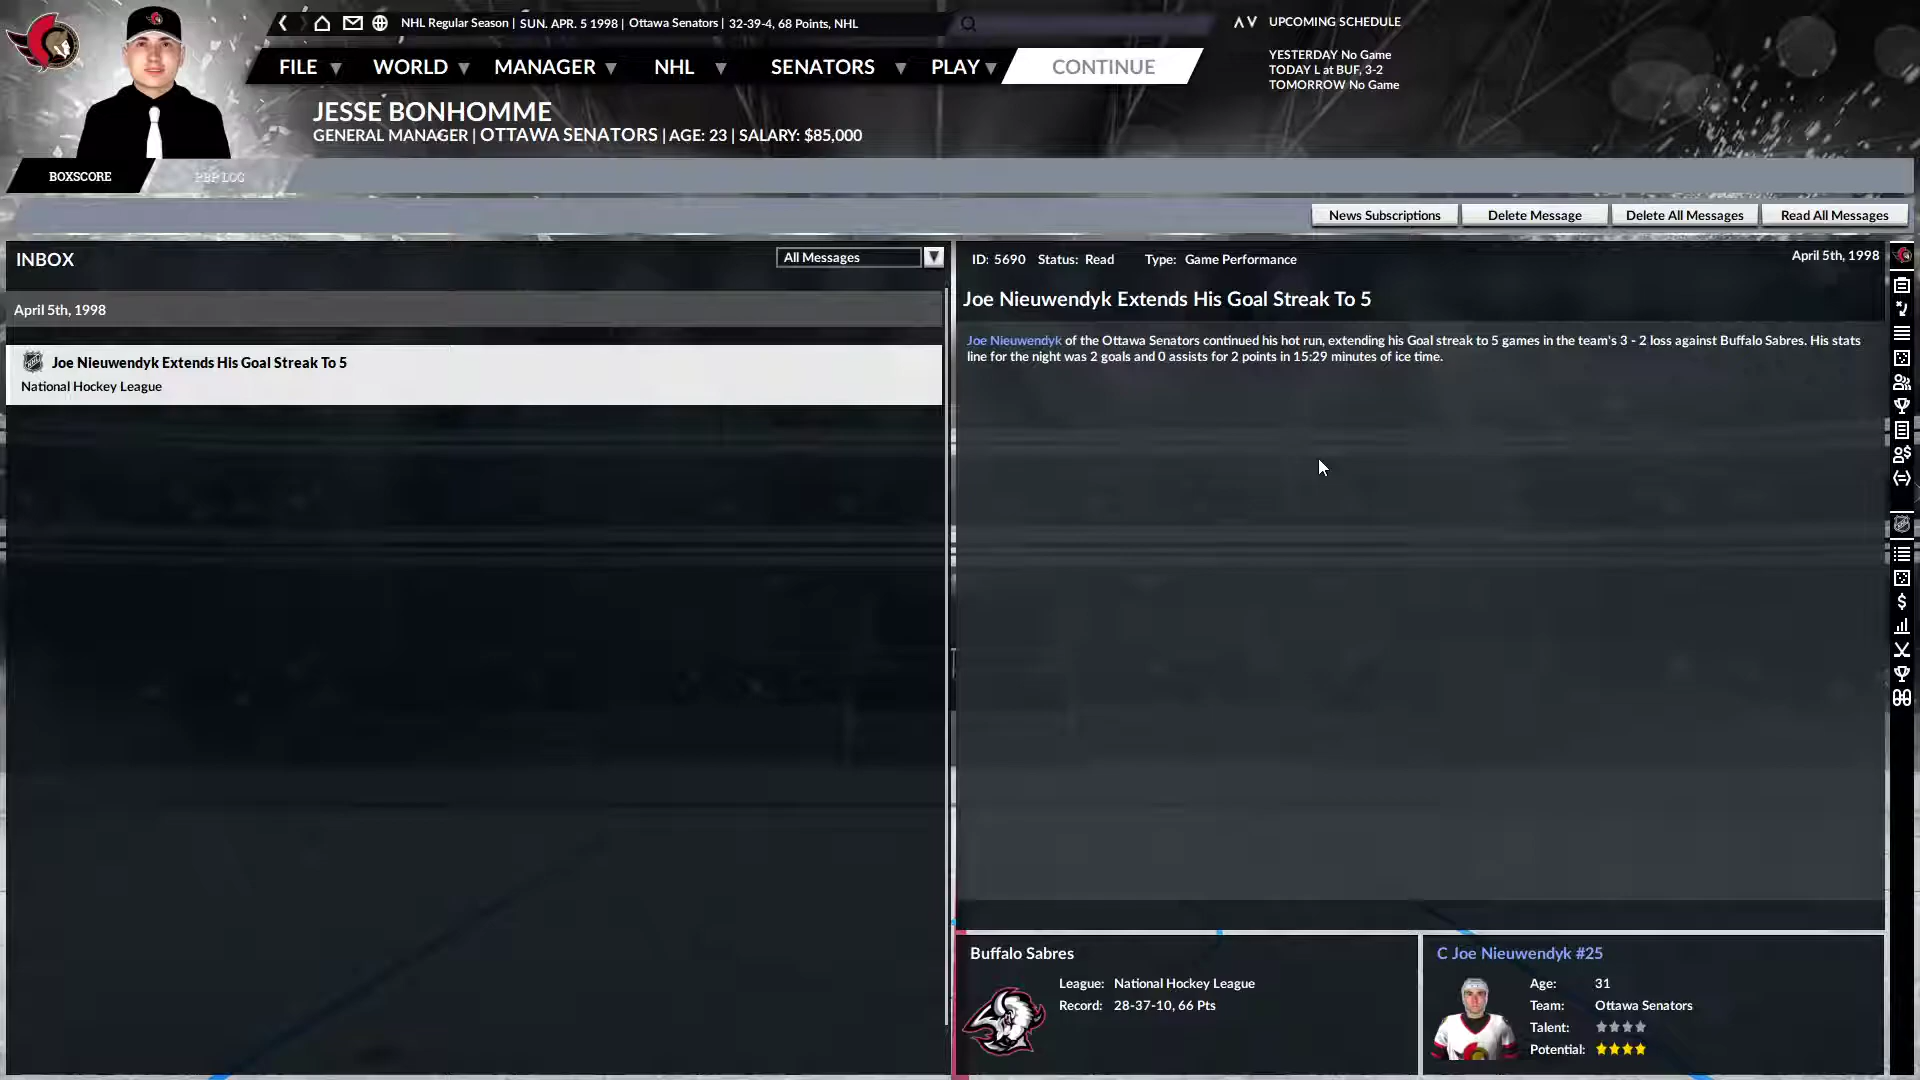 NHL Regular Season | SUN. APR. 5 1998 | Ottawa Senators | 32-39-4, 68 Points, NHL
FILE
WORLD
MANAGER
NHL
SENATORS
PLAY
CONTINUE
UPCOMING SCHEDULE
YESTERDAY No Game
TODAY L at BUF, 3-2
TOMORROW No Game
JESSE BONHOMME
GENERAL MANAGER | OTTAWA SENATORS | AGE: 23 | SALARY: $85,000
BOXSCORE
PBP LOG
News Subscriptions
Delete Message
Delete All Messages
Read All Messages
INBOX
All Messages
April 5th, 1998
Joe Nieuwendyk Extends His Goal Streak To 5
National Hockey League
ID: 5690 Status: Read Type: Game Performance
April 5th, 1998
Joe Nieuwendyk Extends His Goal Streak To 5
Joe Nieuwendyk of the Ottawa Senators continued his hot run, extending his Goal streak to 5 games in the team's 3 - 2 loss against Buffalo Sabres. His stats
line for the night was 2 goals and 0 assists for 2 points in 15:29 minutes of ice time.
Buffalo Sabres
League: National Hockey League
Record: 28-37-10, 66 Pts
C Joe Nieuwendyk #25
Age: 31
Team: Ottawa Senators
Talent:
Potential: